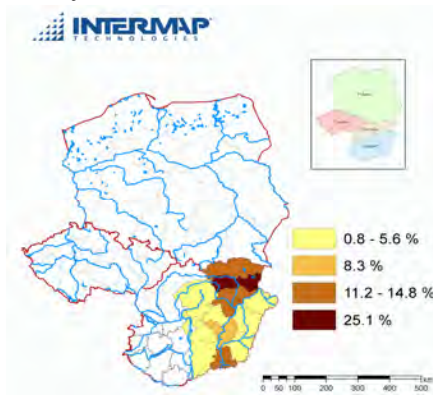 INTERMAP
TECHNOLOGIES
0.8 - 5.6 %
8.3 %
11.2 - 14.8 %
25.1 %
0 50 100 200 300 400 500